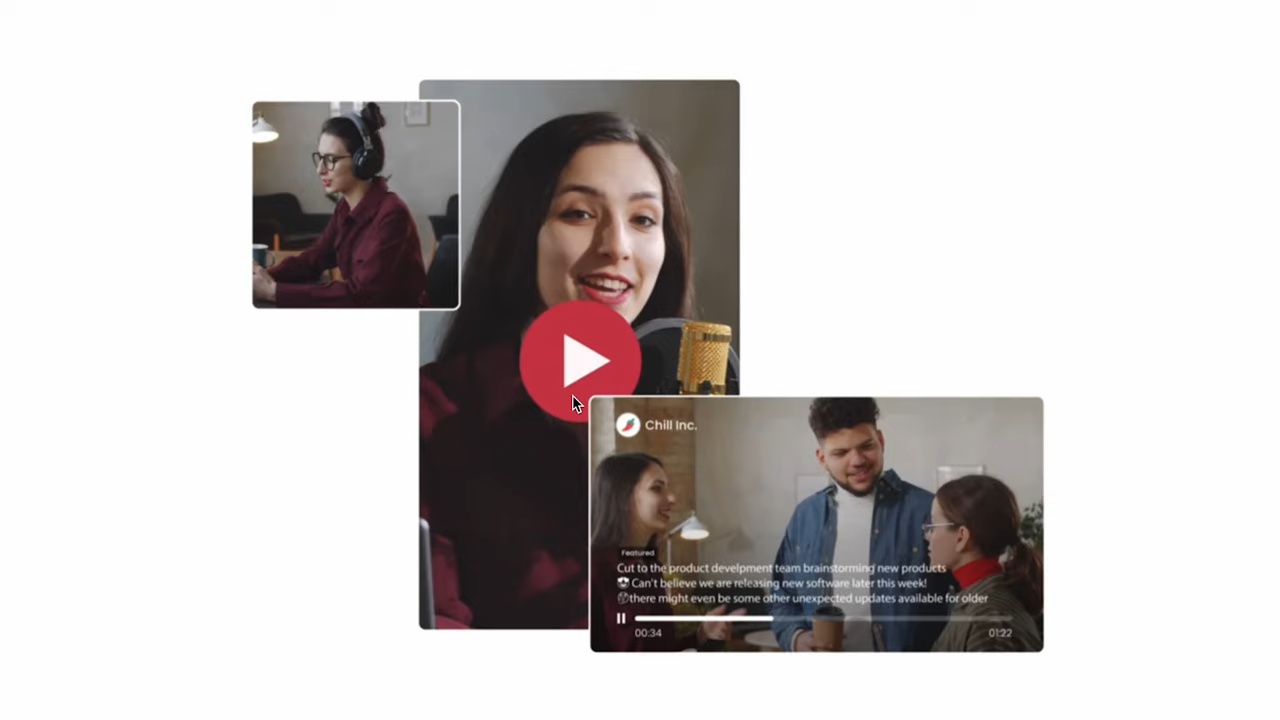 Chill Inc.
Featured
Cut to the product develpment team brainstorming new products
😍 Can't believe we are releasing new software later this week!
there might even be some other unexpected updates available for older
00:34
01:22